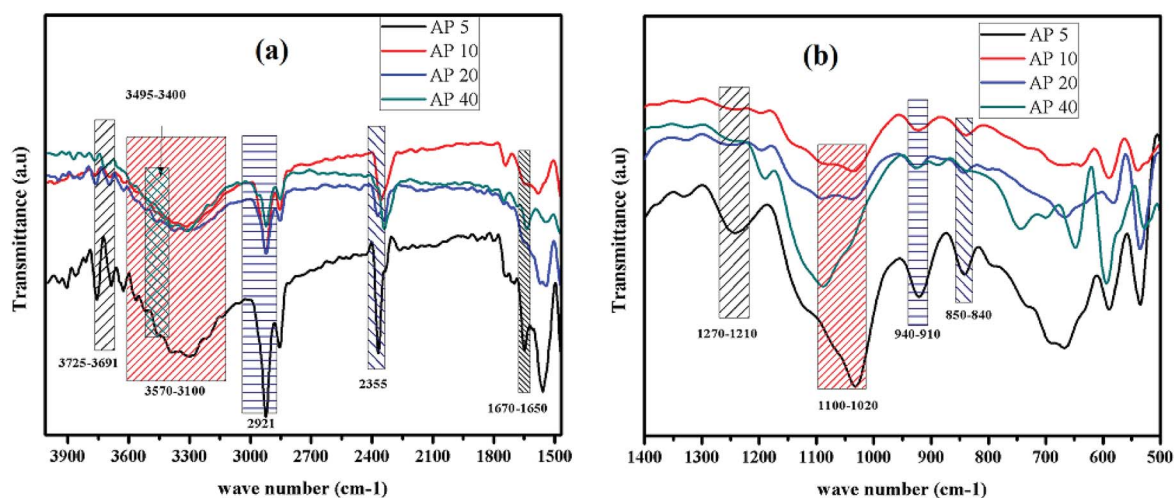 (a)
AP 5
AP 10
AP 20
AP 40
3495-3400
3725-3691
3570-3100
2921
2355
1670-1650
Transmittance (a.u)
3900 3600 3300 3000 2700 2400 2100 1800 1500
wave number (cm-1)
(b)
AP 5
AP 10
AP 20
AP 40
1270-1210
1100-1020
940-910
850-840
Transmittance (a.u)
1400 1300 1200 1100 1000 900 800 700 600 500
wave number (cm-1)